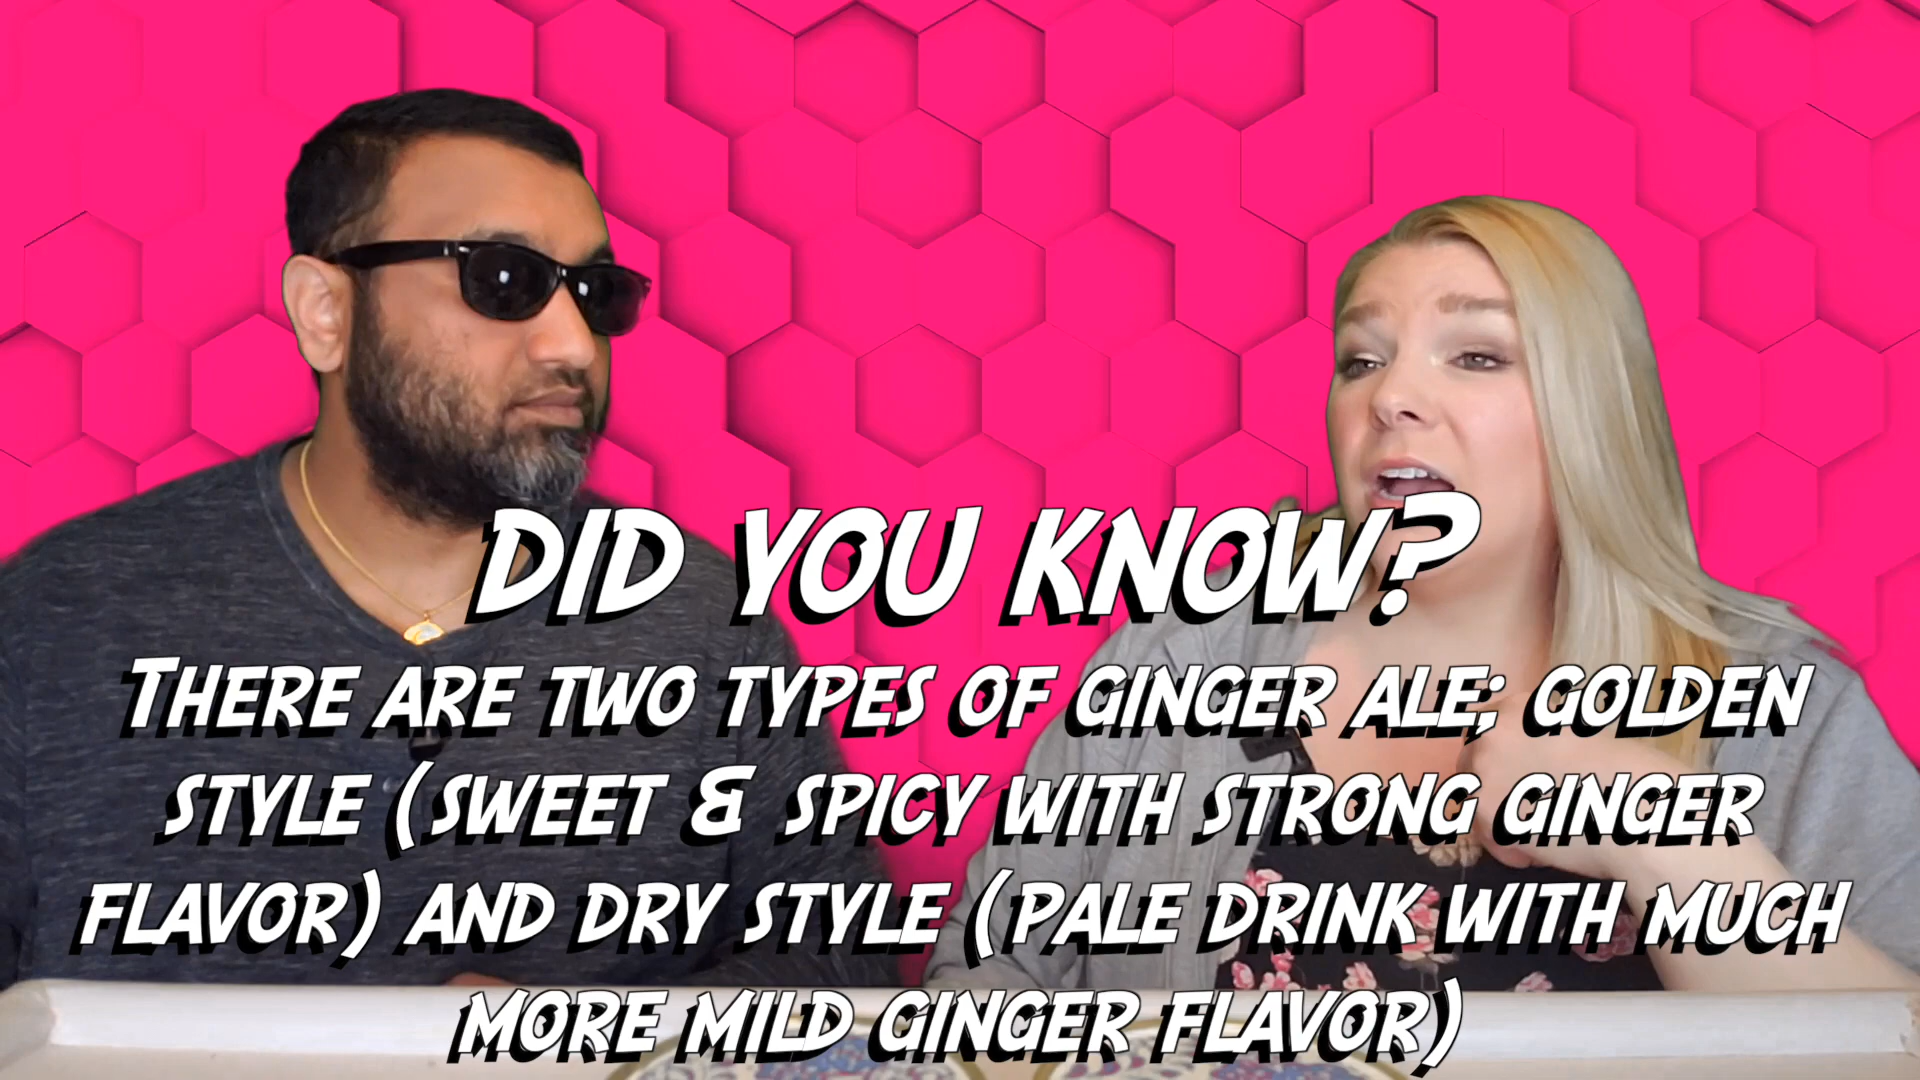 DID YOU KNOW?
THERE ARE TWO TYPES OF GINGER ALE; GOLDEN
STYLE (SWEET & SPICY WITH STRONG GINGER
FLAVOR) AND DRY STYLE (PALE DRINK WITH MUCH
MORE MILD GINGER FLAVOR)